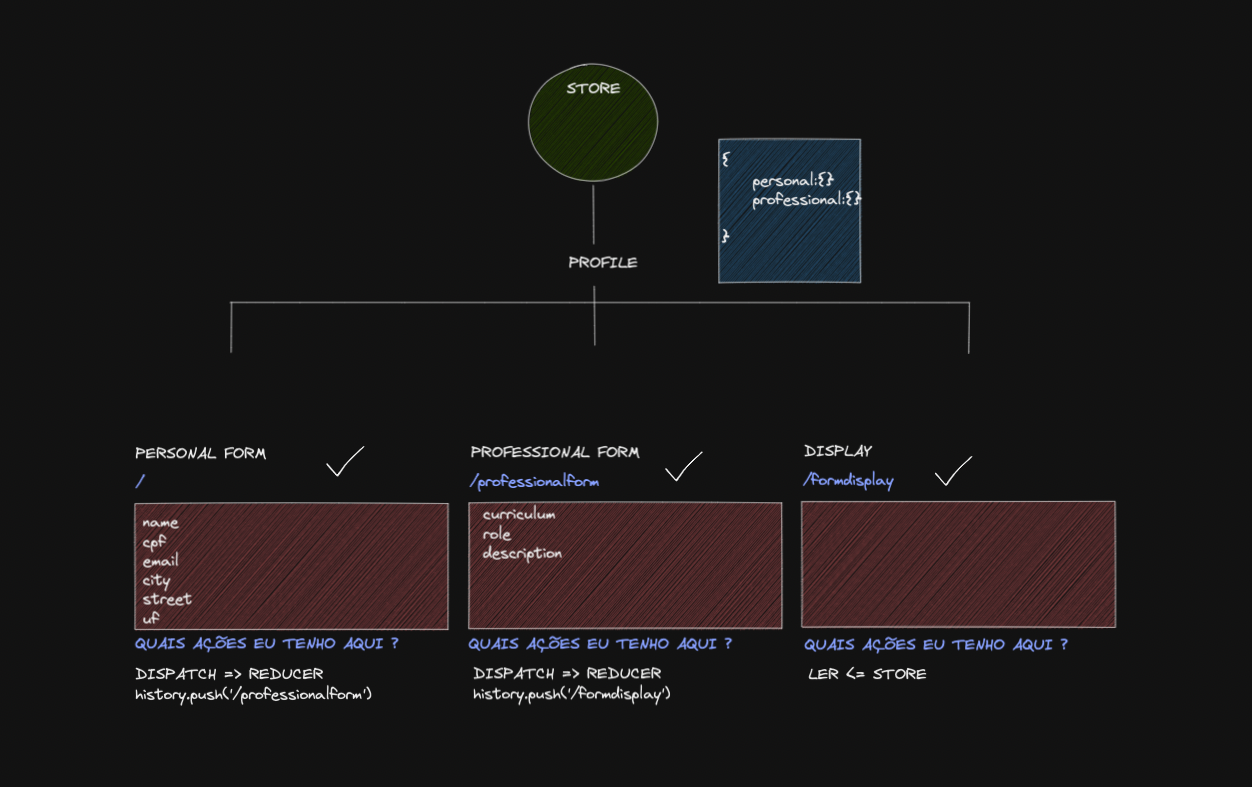 STORE
{
personal:{}
professional:{}
}
PROFILE
PERSONAL FORM
/
name
cpf
email
city
street
uf
QUAIS AÇÕES EU TENHO AQUI ?
DISPATCH => REDUCER
history.push('/professionalform')
PROFESSIONAL FORM
/professionalform
curriculum
role
description
QUAIS AÇÕES EU TENHO AQUI ?
DISPATCH => REDUCER
history.push('/formdisplay')
DISPLAY
/formdisplay
QUAIS AÇÕES EU TENHO AQUI ?
LER <= STORE